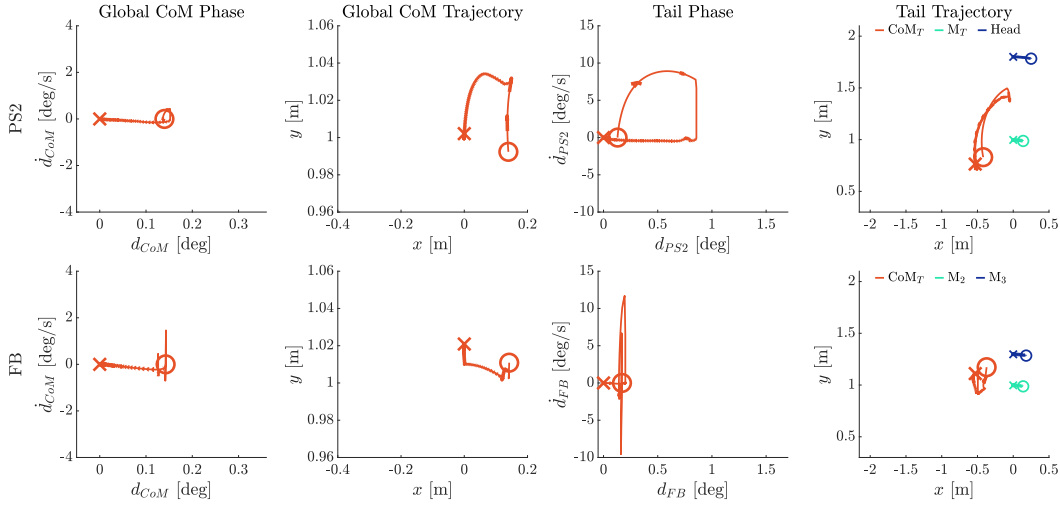 Global CoM Phase
Global CoM Trajectory
Tail Phase
Tail Trajectory
PS2
4
2
0
-2
-4
ḋ_CoM [deg/s]
0 0.1 0.2 0.3
d_CoM [deg]
1.06
1.04
1.02
1
0.98
0.96
y [m]
-0.4 -0.2 0 0.2
x [m]
10
5
0
-5
-10
ḋ_PS2 [deg/s]
0 0.5 1 1.5
d_PS2 [deg]
CoM_T M_T Head
2
1.5
1
0.5
y [m]
-2 -1.5 -1 -0.5 0 0.5
x [m]
FB
4
2
0
-2
-4
ḋ_CoM [deg/s]
0 0.1 0.2 0.3
d_CoM [deg]
1.06
1.04
1.02
1
0.98
0.96
y [m]
-0.4 -0.2 0 0.2
x [m]
15
10
5
0
-5
-10
ḋ_FB [deg/s]
0 0.5 1 1.5
d_FB [deg]
CoM_T M_2 M_3
2
1.5
1
0.5
y [m]
-2 -1.5 -1 -0.5 0 0.5
x [m]